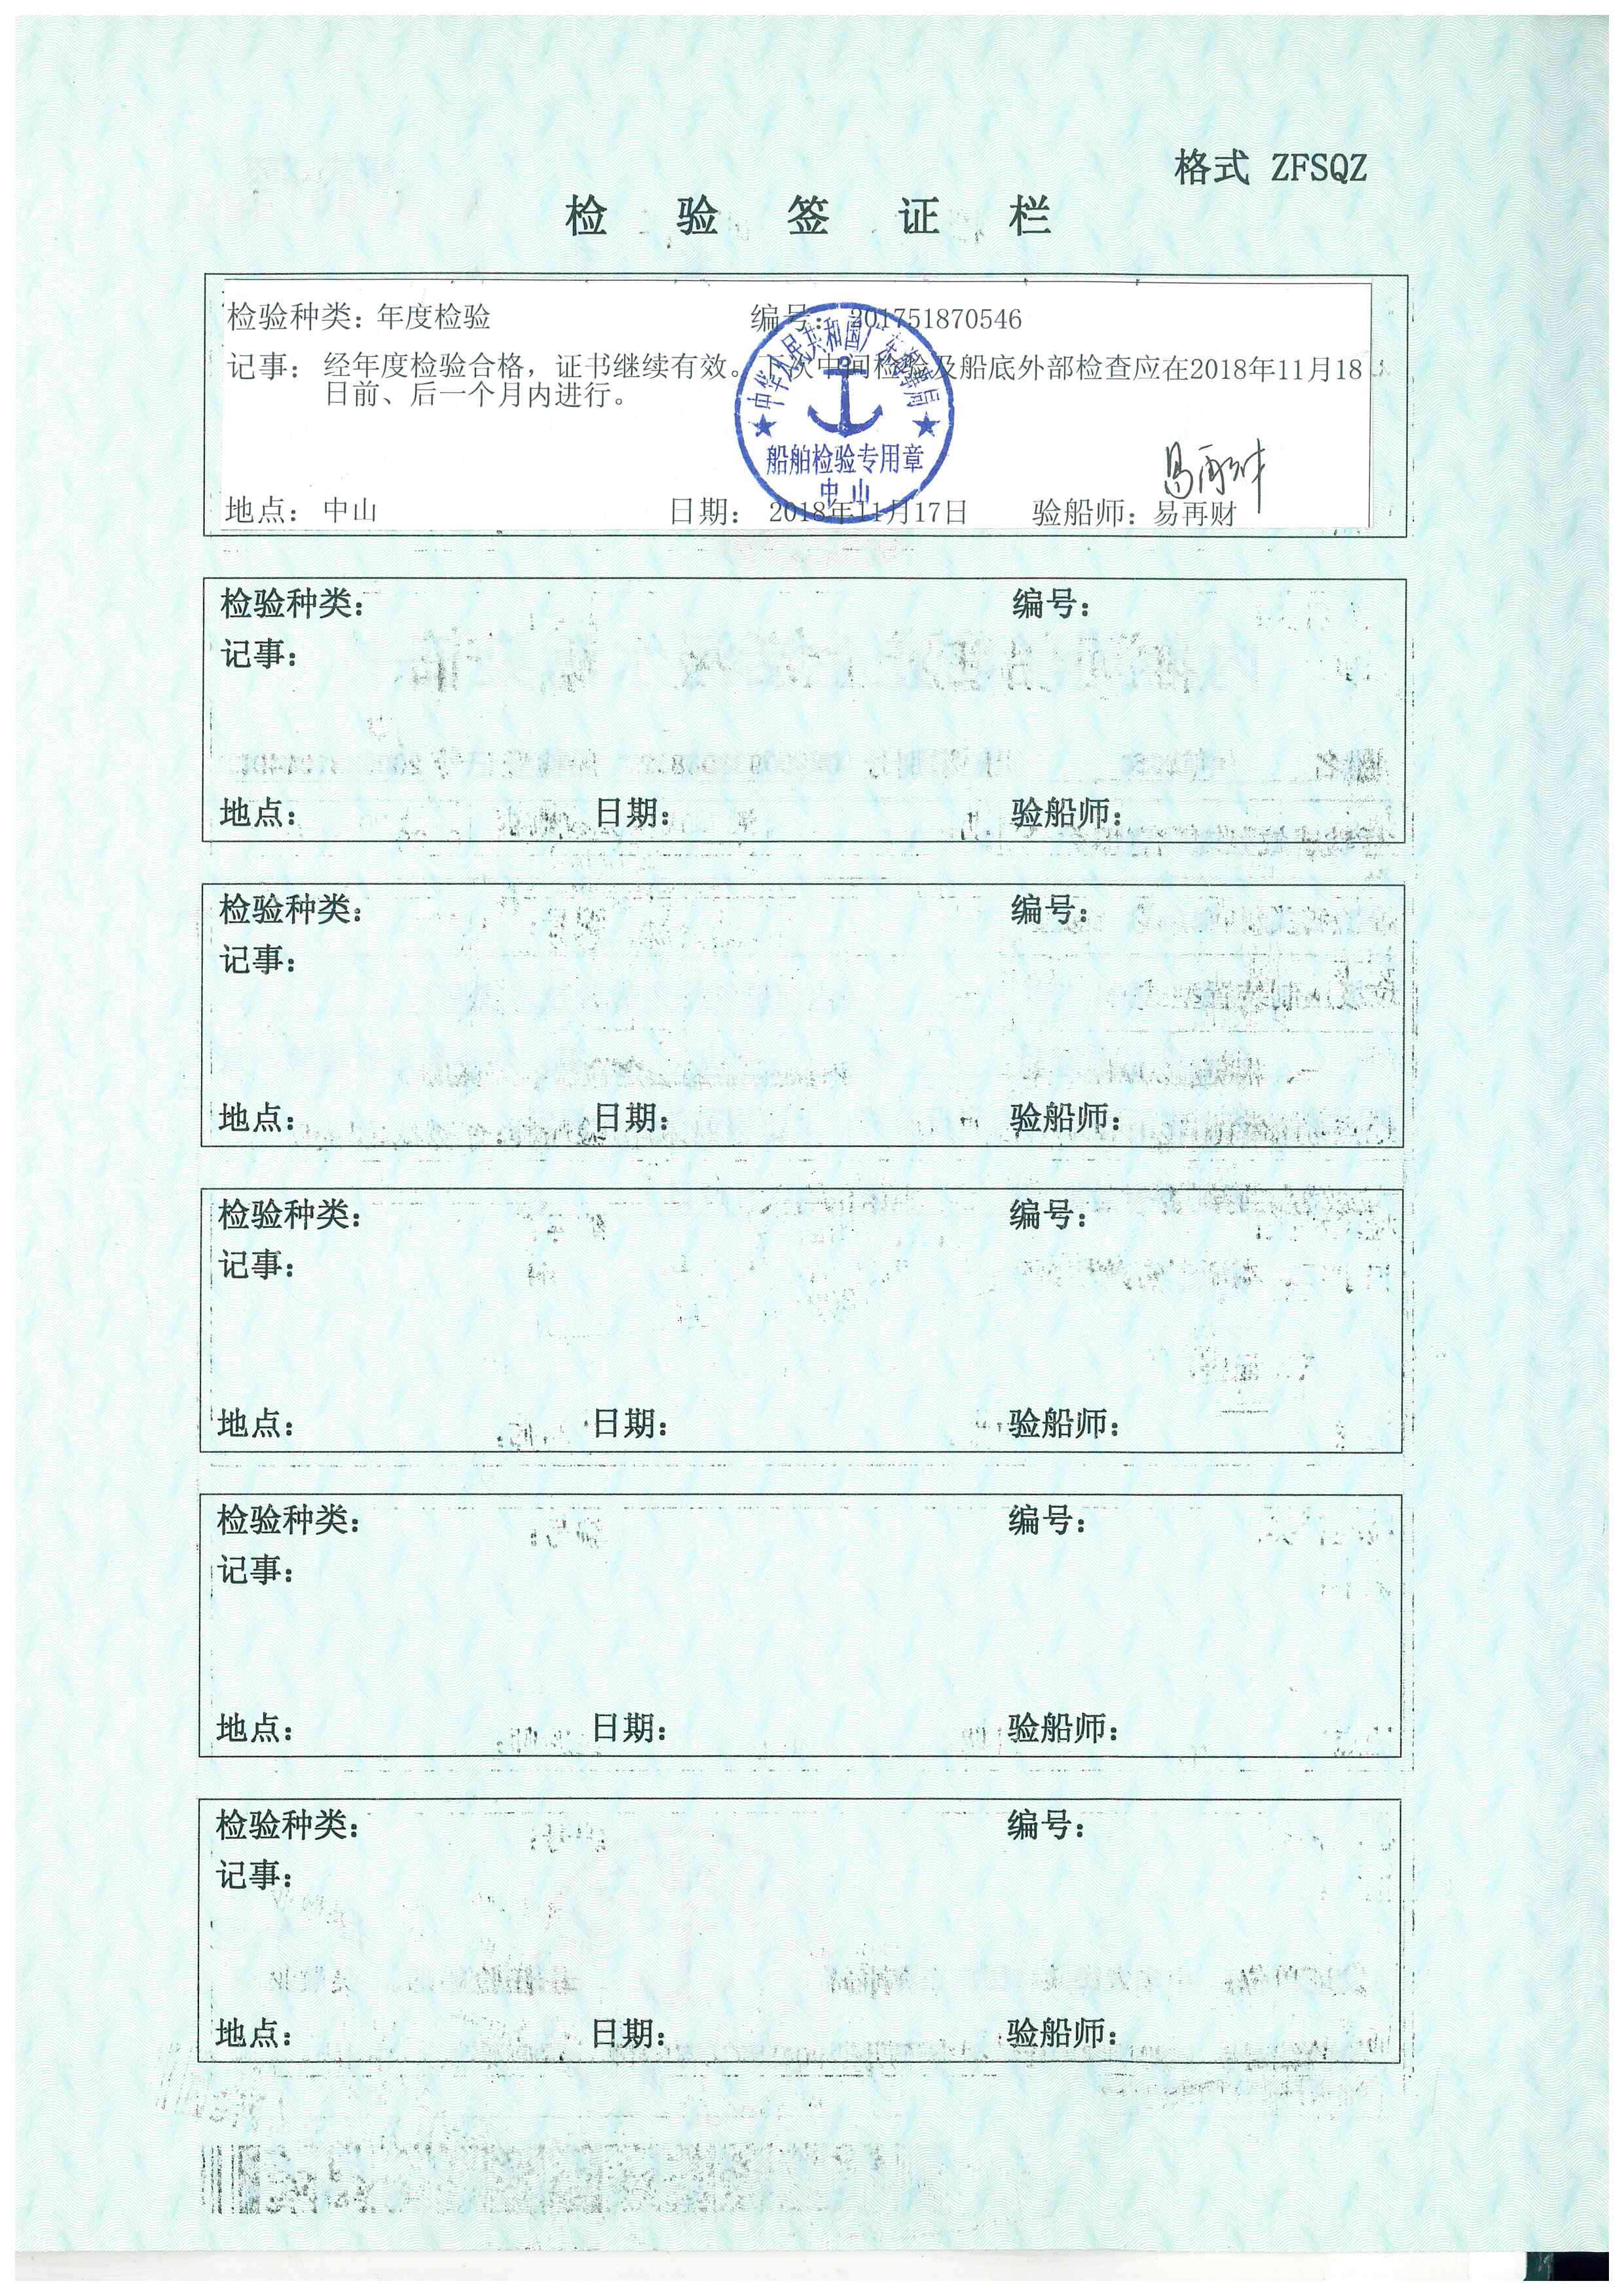 格式 ZFSQZ
检 验 签 证 栏
检验种类：年度检验 编号：201751870546
记事：经年度检验合格，证书继续有效。下次中间检验及船底外部检查应在2018年11月18
日前、后一个月内进行。
中华人民共和国广东海事局
船舶检验专用章
中山
易再财
地点：中山 日期：2018年11月17日 验船师：易再财
检验种类： 编号：
记事：
地点： 日期： 验船师：
检验种类： 编号：
记事：
地点： 日期： 验船师：
检验种类： 编号：
记事：
地点： 日期： 验船师：
检验种类： 编号：
记事：
地点： 日期： 验船师：
检验种类： 编号：
记事：
地点： 日期： 验船师：